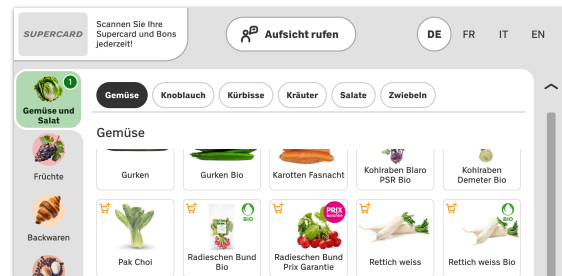 SUPERCARD
Scannen Sie Ihre
Supercard und Bons
jederzeit!
Aufsicht rufen
DE
FR
IT
EN
1
Gemüse und
Salat
Früchte
Backwaren
Gemüse
Knoblauch
Kürbisse
Kräuter
Salate
Zwiebeln
Gemüse
Gurken
Gurken Bio
Karotten Fasnacht
Kohlraben Blaro
PSR Bio
Kohlraben
Demeter Bio
Pak Choi
BIO
Radieschen Bund
Bio
PRIX
Garantie
Radieschen Bund
Prix Garantie
Rettich weiss
BIO
Rettich weiss Bio